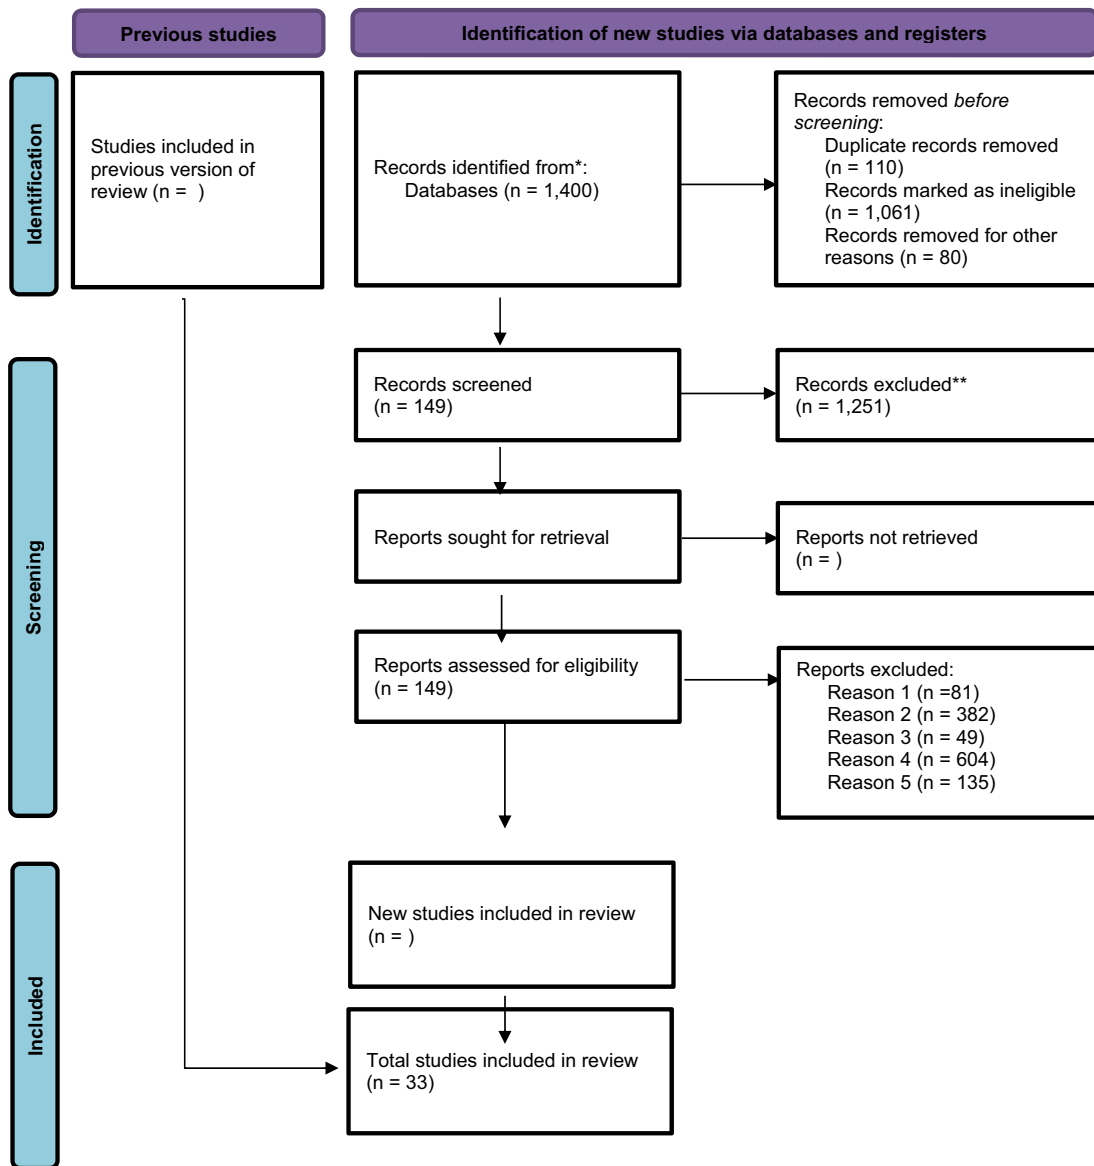 Previous studies
Identification of new studies via databases and registers
Identification
Studies included in
previous version of
review (n =  )
Records identified from*:
Databases (n = 1,400)
Records removed before
screening:
Duplicate records removed
(n = 110)
Records marked as ineligible
(n = 1,061)
Records removed for other
reasons (n = 80)
Screening
Records screened
(n = 149)
Records excluded**
(n = 1,251)
Reports sought for retrieval
Reports not retrieved
(n = )
Reports assessed for eligibility
(n = 149)
Reports excluded:
Reason 1 (n =81)
Reason 2 (n = 382)
Reason 3 (n = 49)
Reason 4 (n = 604)
Reason 5 (n = 135)
Included
New studies included in review
(n = )
Total studies included in review
(n = 33)